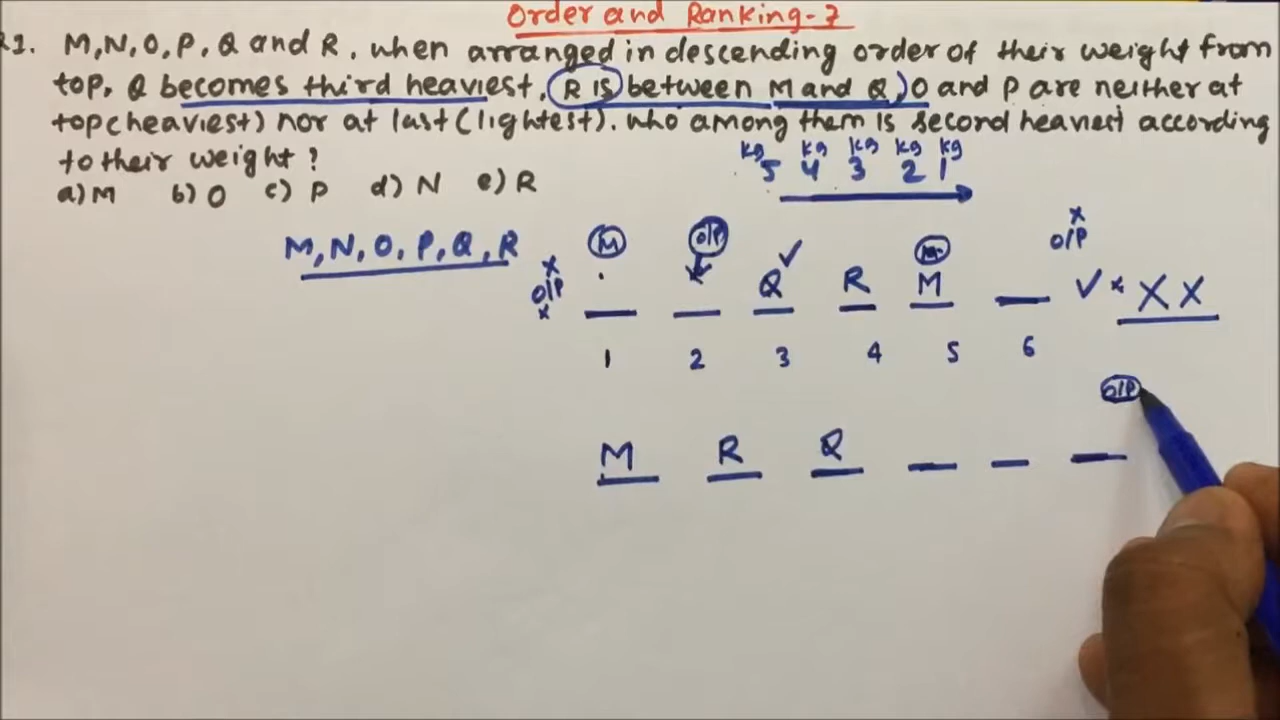 Order and Ranking-7
Q1. M,N,O,P,Q and R, when arranged in descending order of their weight from
top, Q becomes third heaviest, R is between M and Q, O and P are neither at
top(heaviest) nor at last(lightest). who among them is second heaviest according
to their weight?
a) M b) O c) P d) N e) R
kg kg kg kg kg
5 4 3 2 1
M,N,O,P,Q,R
x O/P x
M O/P ✓ M x O/P
Q R M ✓ x X X
1 2 3 4 5 6
O/P
M R Q